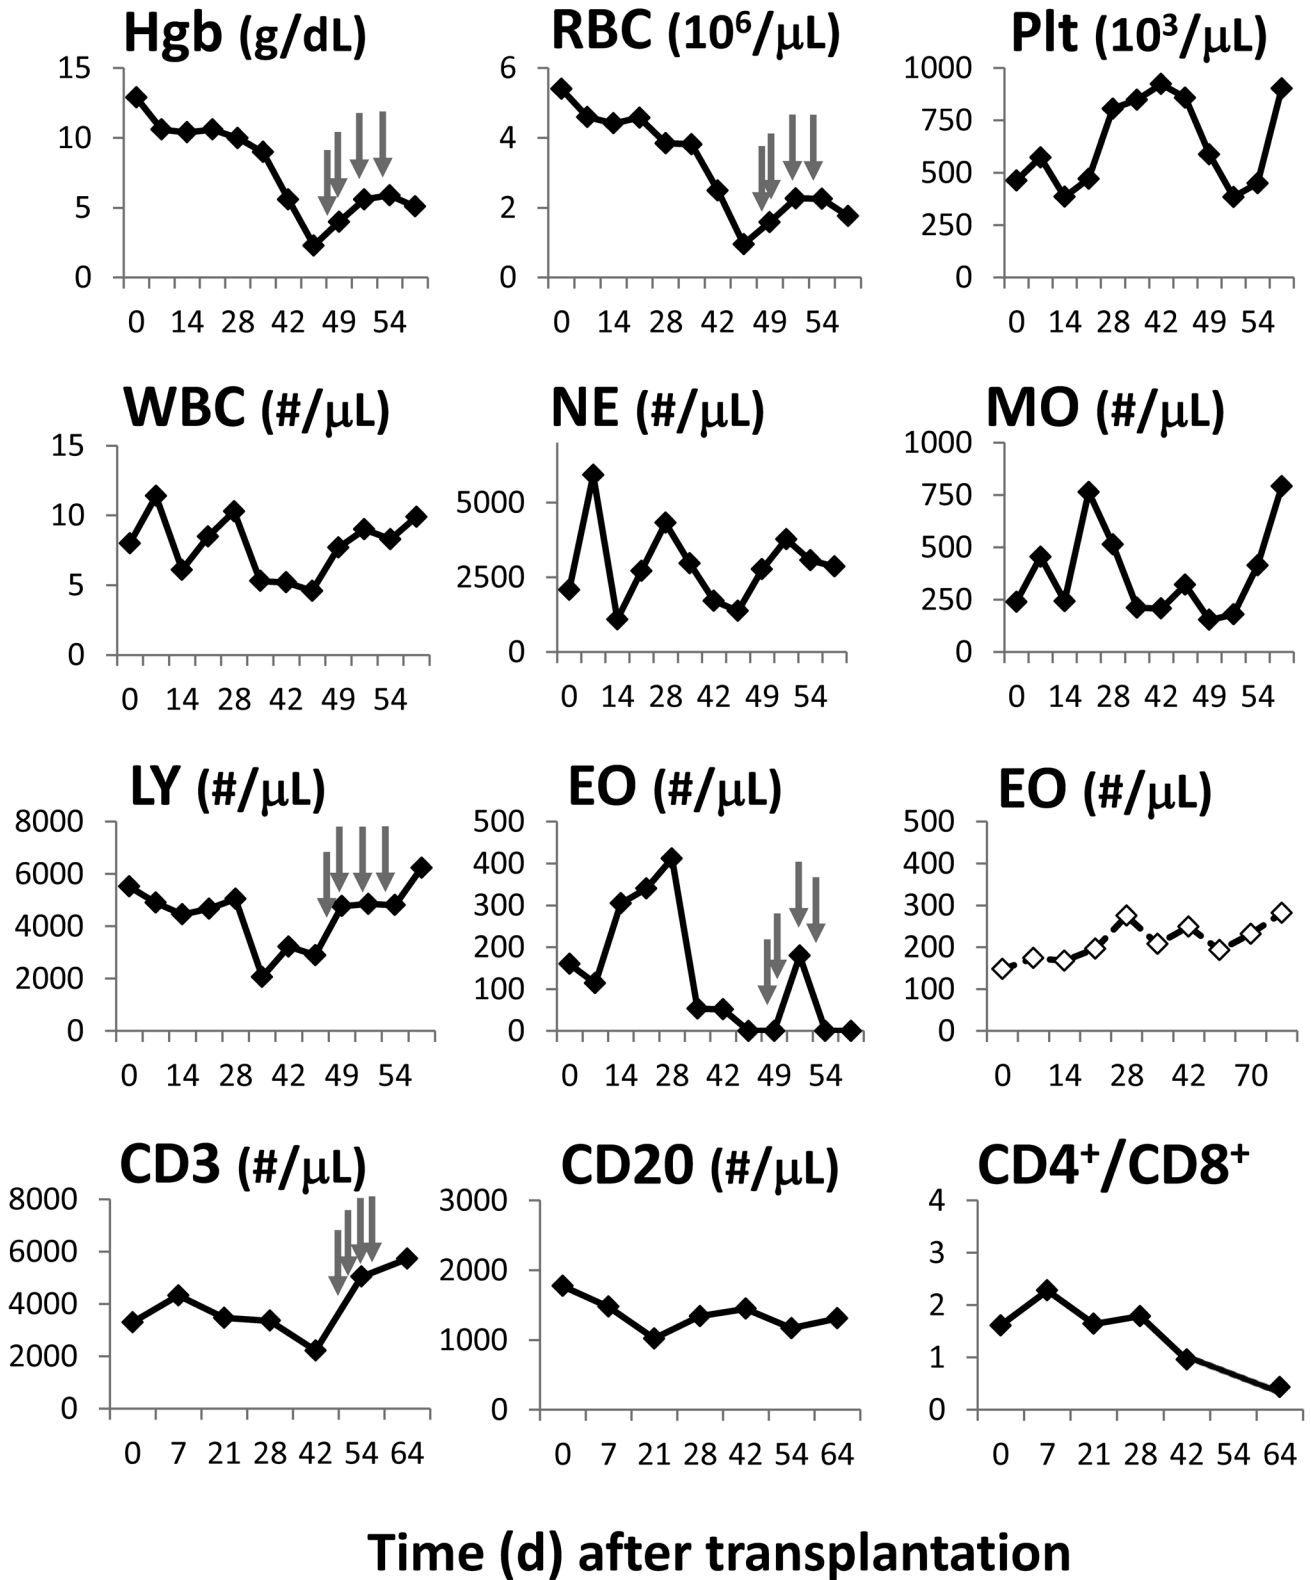 Hgb (g/dL)
15
10
5
0
0 14 28 42 49 54
RBC (10⁶/μL)
6
4
2
0
0 14 28 42 49 54
Plt (10³/μL)
1000
750
500
250
0
0 14 28 42 49 54
WBC (#/μL)
15
10
5
0
0 14 28 42 49 54
NE (#/μL)
5000
2500
0
0 14 28 42 49 54
MO (#/μL)
1000
750
500
250
0
0 14 28 42 49 54
LY (#/μL)
8000
6000
4000
2000
0
0 14 28 42 49 54
EO (#/μL)
500
400
300
200
100
0
0 14 28 42 49 54
EO (#/μL)
500
400
300
200
100
0
0 14 28 42 70
CD3 (#/μL)
8000
6000
4000
2000
0
0 7 21 28 42 54 64
CD20 (#/μL)
3000
2000
1000
0
0 7 21 28 42 54 64
CD4⁺/CD8⁺
4
3
2
1
0
0 7 21 28 42 54 64
Time (d) after transplantation